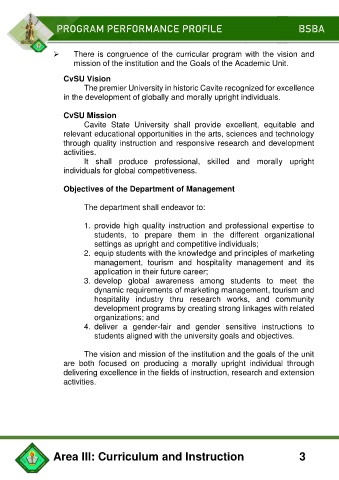 PROGRAM PERFORMANCE PROFILE BSBA
➢ There is congruence of the curricular program with the vision and
mission of the institution and the Goals of the Academic Unit.
CvSU Vision
The premier University in historic Cavite recognized for excellence
in the development of globally and morally upright individuals.
CvSU Mission
Cavite State University shall provide excellent, equitable and
relevant educational opportunities in the arts, sciences and technology
through quality instruction and responsive research and development
activities.
It shall produce professional, skilled and morally upright
individuals for global competitiveness.
Objectives of the Department of Management
The department shall endeavor to:
1. provide high quality instruction and professional expertise to
students, to prepare them in the different organizational
settings as upright and competitive individuals;
2. equip students with the knowledge and principles of marketing
management, tourism and hospitality management and its
application in their future career;
3. develop global awareness among students to meet the
dynamic requirements of marketing management, tourism and
hospitality industry thru research works, and community
development programs by creating strong linkages with related
organizations; and
4. deliver a gender-fair and gender sensitive instructions to
students aligned with the university goals and objectives.
The vision and mission of the institution and the goals of the unit
are both focused on producing a morally upright individual through
delivering excellence in the fields of instruction, research and extension
activities.
Area III: Curriculum and Instruction 3